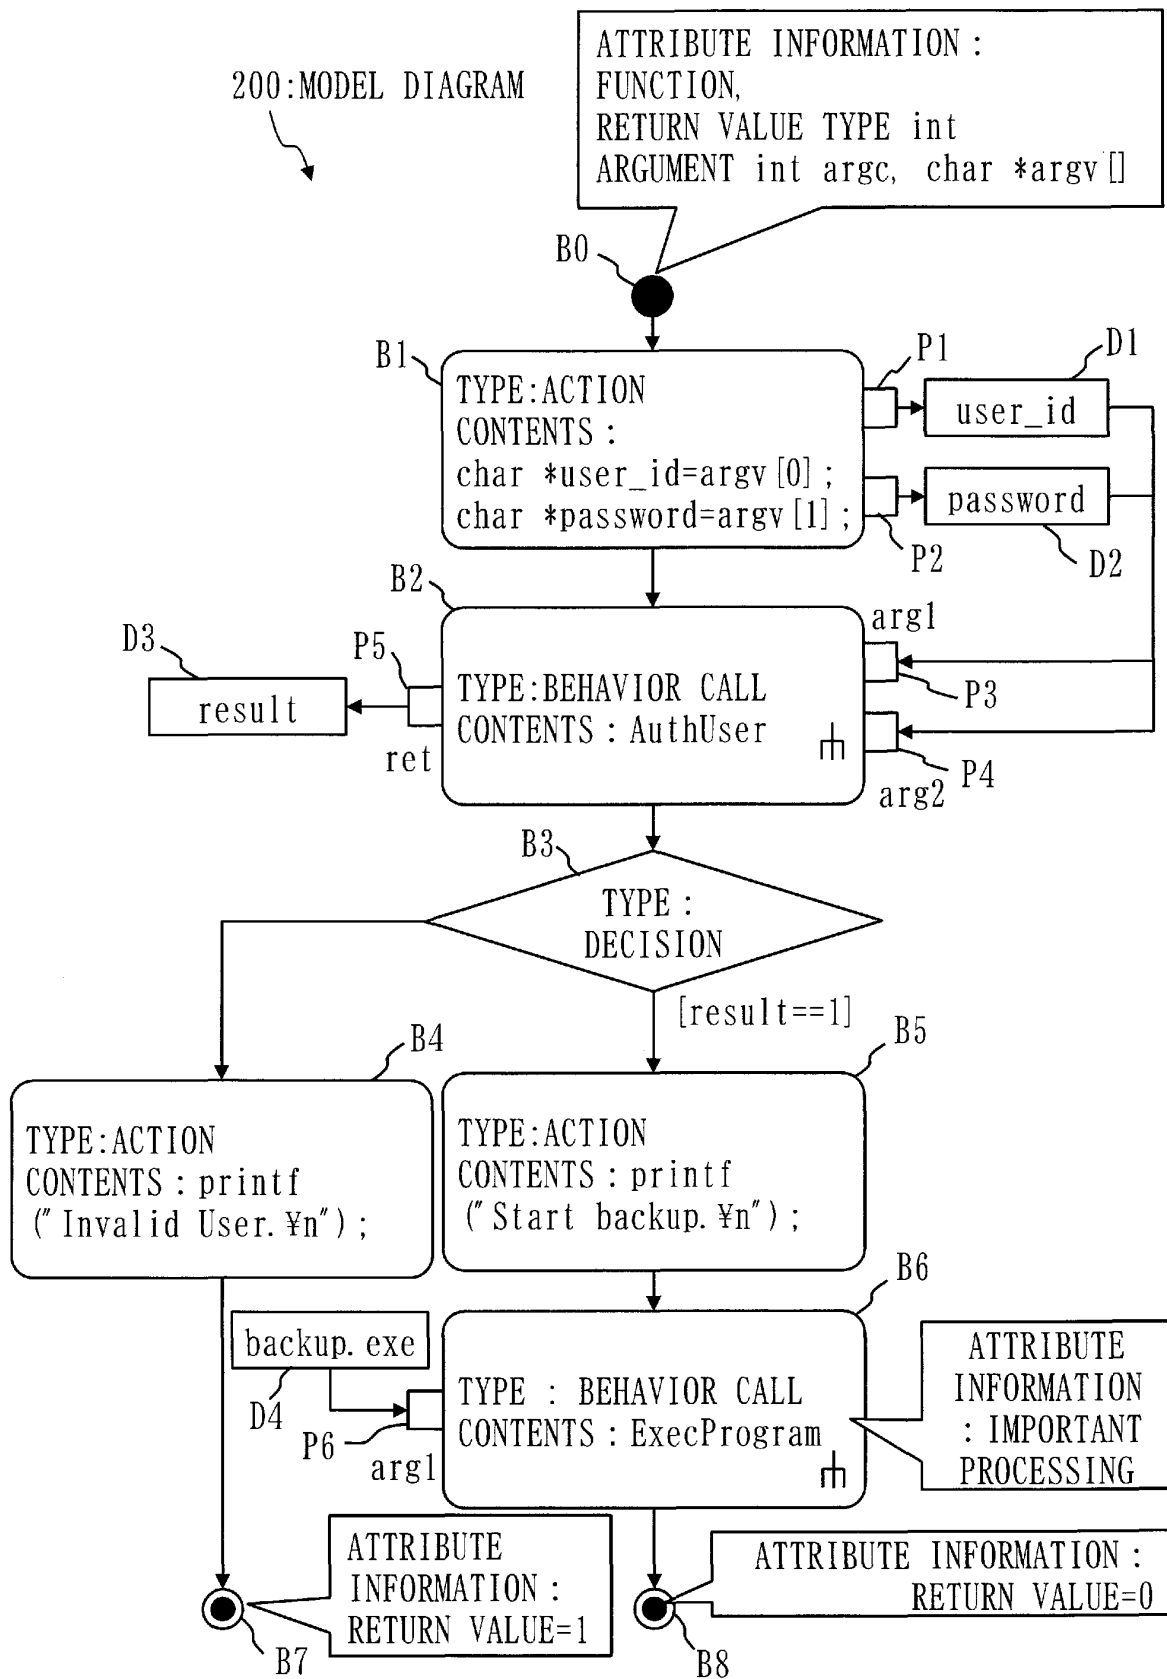 ATTRIBUTE INFORMATION :
FUNCTION,
RETURN VALUE TYPE int
ARGUMENT int argc, char *argv[]
200:MODEL DIAGRAM
B0
B1
TYPE:ACTION
CONTENTS :
char *user_id=argv[0] ;
char *password=argv[1] ;
P1
D1
user_id
password
P2
D2
B2
arg1
D3
P5
TYPE:BEHAVIOR CALL
CONTENTS : AuthUser
P3
result
ret
P4
arg2
B3
TYPE :
DECISION
[result==1]
B4
B5
TYPE:ACTION
CONTENTS : printf
("Invalid User.¥n") ;
TYPE:ACTION
CONTENTS : printf
("Start backup.¥n") ;
B6
backup.exe
D4
P6
arg1
TYPE : BEHAVIOR CALL
CONTENTS : ExecProgram
ATTRIBUTE
INFORMATION
: IMPORTANT
PROCESSING
ATTRIBUTE
INFORMATION :
RETURN VALUE=1
ATTRIBUTE INFORMATION :
RETURN VALUE=0
B7
B8